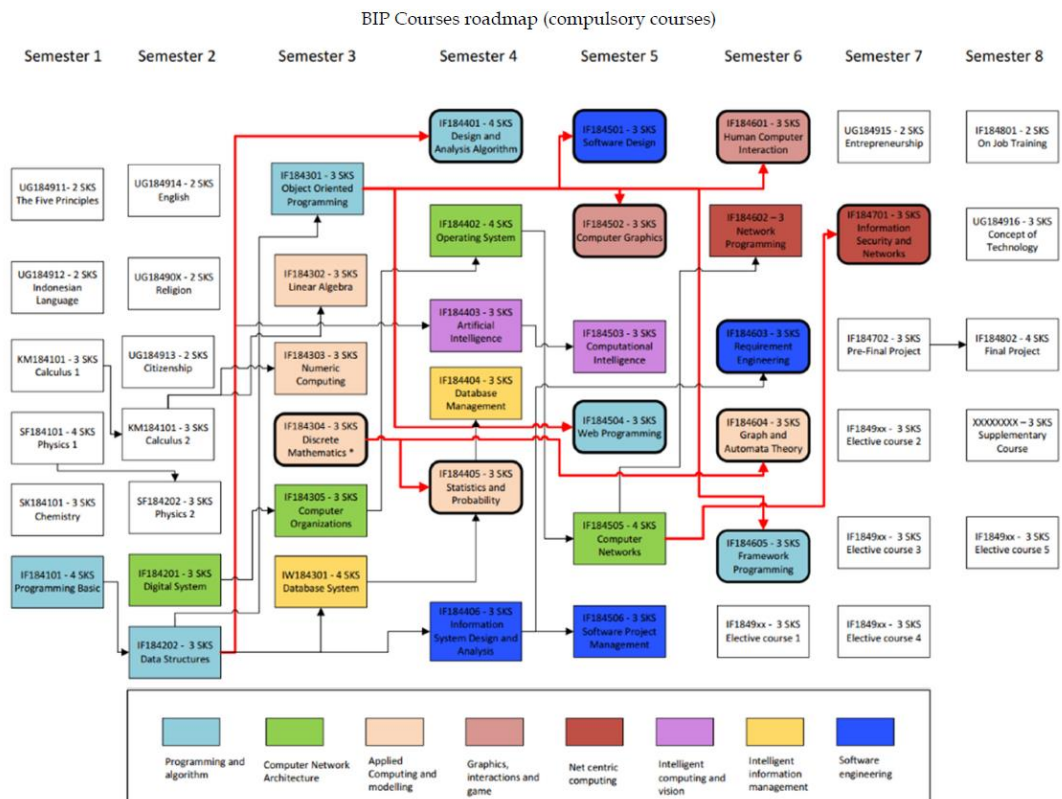 BIP Courses roadmap (compulsory courses)
Semester 1
Semester 2
Semester 3
Semester 4
Semester 5
Semester 6
Semester 7
Semester 8
UG184911- 2 SKS
The Five Principles
UG184912 - 2 SKS
Indonesian
Language
KM184101 - 3 SKS
Calculus 1
SF184101 - 4 SKS
Physics 1
SK184101 - 3 SKS
Chemistry
IF184101 - 4 SKS
Programming Basic
UG184914 - 2 SKS
English
UG18490X - 2 SKS
Religion
UG184913 - 2 SKS
Citizenship
KM184101 - 3 SKS
Calculus 2
SF184202 - 3 SKS
Physics 2
IF184201 - 3 SKS
Digital System
IF184202 - 3 SKS
Data Structures
IF184301 - 3 SKS
Object Oriented
Programming
IF184302 - 3 SKS
Linear Algebra
IF184303 - 3 SKS
Numeric
Computing
IF184304 - 3 SKS
Discrete
Mathematics *
IF184305 - 3 SKS
Computer
Organizations
IW184301 - 4 SKS
Database System
IF184401 - 4 SKS
Design and
Analysis Algorithm
IF184402 - 4 SKS
Operating System
IF184403 - 3 SKS
Artificial
Intelligence
IF184404 - 3 SKS
Database
Management
IF184405 - 3 SKS
Statistics and
Probability
IF184406 - 3 SKS
Information
System Design and
Analysis
IF184501 - 3 SKS
Software Design
IF184502 - 3 SKS
Computer Graphics
IF184503 - 3 SKS
Computational
Intelligence
IF184504 - 3 SKS
Web Programming
IF184505 - 4 SKS
Computer
Networks
IF184506 - 3 SKS
Software Project
Management
IF184601 - 3 SKS
Human Computer
Interaction
IF184602 – 3
Network
Programming
IF184603 - 3 SKS
Requirement
Engineering
IF184604 - 3 SKS
Graph and
Automata Theory
IF184605 - 3 SKS
Framework
Programming
IF1849xx - 3 SKS
Elective course 1
UG184915 - 2 SKS
Entrepreneurship
IF184701 - 3 SKS
Information
Security and
Networks
IF184702 - 3 SKS
Pre-Final Project
IF1849xx - 3 SKS
Elective course 2
IF1849xx - 3 SKS
Elective course 3
IF1849xx - 3 SKS
Elective course 4
IF184801 - 2 SKS
On Job Training
UG184916 - 3 SKS
Concept of
Technology
IF184802 - 4 SKS
Final Project
XXXXXXXX – 3 SKS
Supplementary
Course
IF1849xx - 3 SKS
Elective course 5
Programming and
algorithm
Computer Network
Architecture
Applied
Computing and
modelling
Graphics,
interactions and
game
Net centric
computing
Intelligent
computing and
vision
Intelligent
information
management
Software
engineering